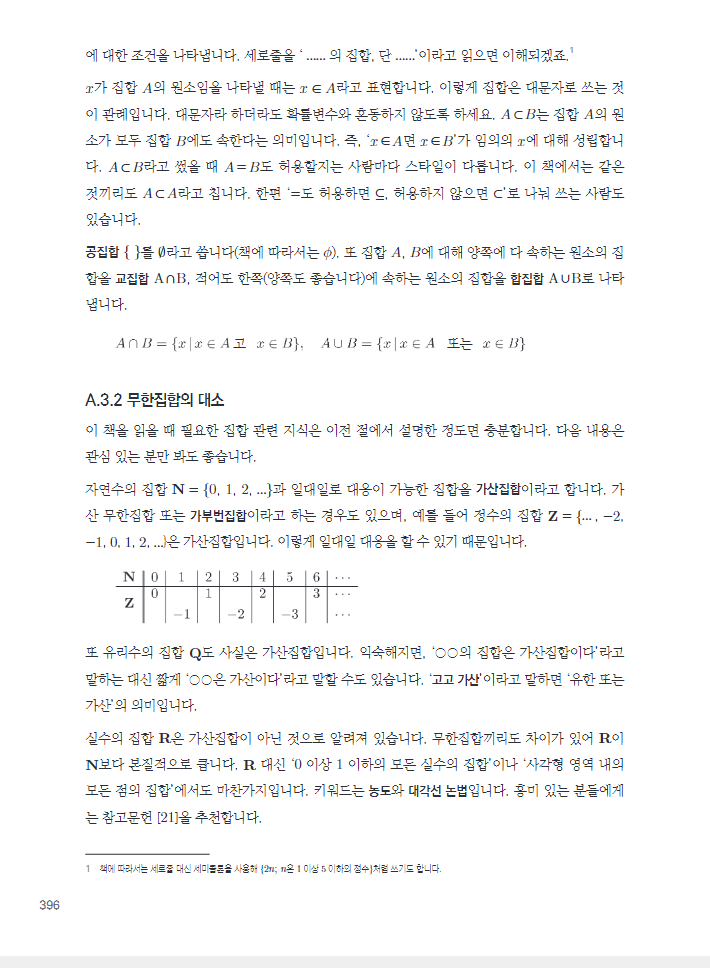 에 대한 조건을 나타냅니다. 세로줄을 ‘ …… 의 집합, 단 ……’이라고 읽으면 이해되겠죠.1
x가 집합 A의 원소임을 나타낼 때는 x ∈ A라고 표현합니다. 이렇게 집합은 대문자로 쓰는 것
이 관례입니다. 대문자라 하더라도 확률변수와 혼동하지 않도록 하세요. A⊂B는 집합 A의 원
소가 모두 집합 B에도 속한다는 의미입니다. 즉, ‘x∈A면 x∈B’가 임의의 x에 대해 성립합니
다. A⊂B라고 썼을 때 A=B도 허용할지는 사람마다 스타일이 다릅니다. 이 책에서는 같은
것끼리도 A⊂A라고 칩니다. 한편 ‘=도 허용하면 ⊆, 허용하지 않으면 ⊂’로 나눠 쓰는 사람도
있습니다.
공집합 { }를 ∅라고 씁니다(책에 따라서는 ϕ). 또 집합 A, B에 대해 양쪽에 다 속하는 원소의 집
합을 교집합 A∩B, 적어도 한쪽(양쪽도 좋습니다)에 속하는 원소의 집합을 합집합 A∪B로 나타
냅니다.
A ∩ B = {x | x ∈ A 고 x ∈ B}, A ∪ B = {x | x ∈ A 또는 x ∈ B}
A.3.2 무한집합의 대소
이 책을 읽을 때 필요한 집합 관련 지식은 이전 절에서 설명한 정도면 충분합니다. 다음 내용은
관심 있는 분만 봐도 좋습니다.
자연수의 집합 N = {0, 1, 2, …}과 일대일로 대응이 가능한 집합을 가산집합이라고 합니다. 가
산 무한집합 또는 가부번집합이라고 하는 경우도 있으며, 예를 들어 정수의 집합 Z = {… , −2,
−1, 0, 1, 2, …}은 가산집합입니다. 이렇게 일대일 대응을 할 수 있기 때문입니다.
N 0 1 2 3 4 5 6 ⋯
Z 0 1 2 3 ⋯
−1 −2 −3 ⋯
또 유리수의 집합 Q도 사실은 가산집합입니다. 익숙해지면, ‘○○의 집합은 가산집합이다’라고
말하는 대신 짧게 ‘○○은 가산이다’라고 말할 수도 있습니다. ‘고고 가산’이라고 말하면 ‘유한 또는
가산’의 의미입니다.
실수의 집합 R은 가산집합이 아닌 것으로 알려져 있습니다. 무한집합끼리도 차이가 있어 R이
N보다 본질적으로 큽니다. R 대신 ‘0 이상 1 이하의 모든 실수의 집합’이나 ‘사각형 영역 내의
모든 점의 집합’에서도 마찬가지입니다. 키워드는 농도와 대각선 논법입니다. 흥미 있는 분들에게
는 참고문헌 [21]을 추천합니다.
1 책에 따라서는 세로줄 대신 세미콜론을 사용해 {2n; n은 1 이상 5 이하의 정수}처럼 쓰기도 합니다.
396